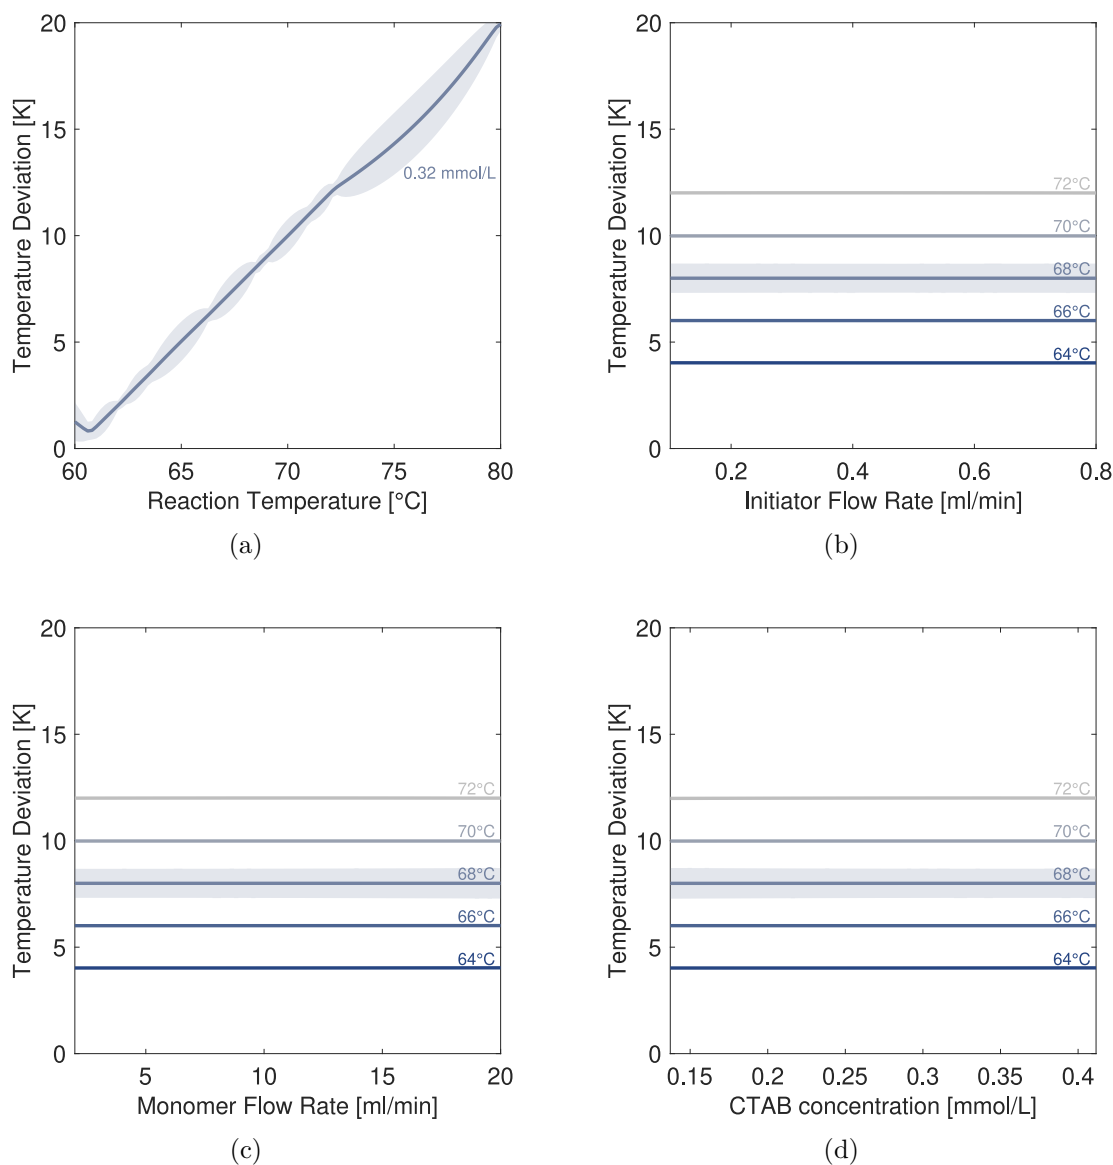 20
15
10
5
0
Temperature Deviation [K]
0.32 mmol/L
60
65
70
75
80
Reaction Temperature [°C]
(a)
20
15
10
5
0
Temperature Deviation [K]
72°C
70°C
68°C
66°C
64°C
0.2
0.4
0.6
0.8
Initiator Flow Rate [ml/min]
(b)
20
15
10
5
0
Temperature Deviation [K]
72°C
70°C
68°C
66°C
64°C
5
10
15
20
Monomer Flow Rate [ml/min]
(c)
20
15
10
5
0
Temperature Deviation [K]
72°C
70°C
68°C
66°C
64°C
0.15
0.2
0.25
0.3
0.35
0.4
CTAB concentration [mmol/L]
(d)